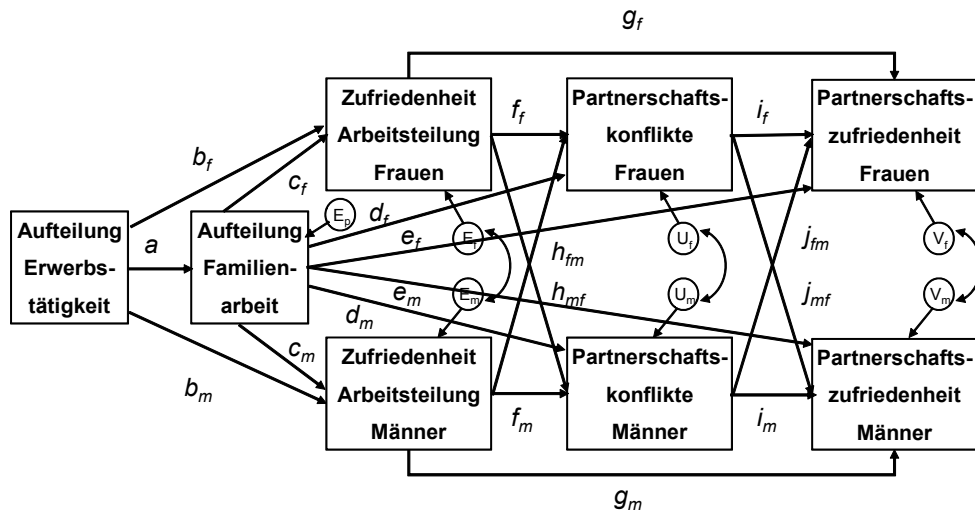 g_f
Zufriedenheit
Arbeitsteilung
Frauen
f_f
Partnerschafts-
konflikte
Frauen
i_f
Partnerschafts-
zufriedenheit
Frauen
b_f
c_f
E_p
d_f
e_f
E_f
h_fm
U_f
j_fm
V_f
Aufteilung
Erwerbs-
tätigkeit
a
Aufteilung
Familien-
arbeit
e_m
d_m
E_m
h_mf
U_m
j_mf
V_m
c_m
b_m
Zufriedenheit
Arbeitsteilung
Männer
f_m
Partnerschafts-
konflikte
Männer
i_m
Partnerschafts-
zufriedenheit
Männer
g_m